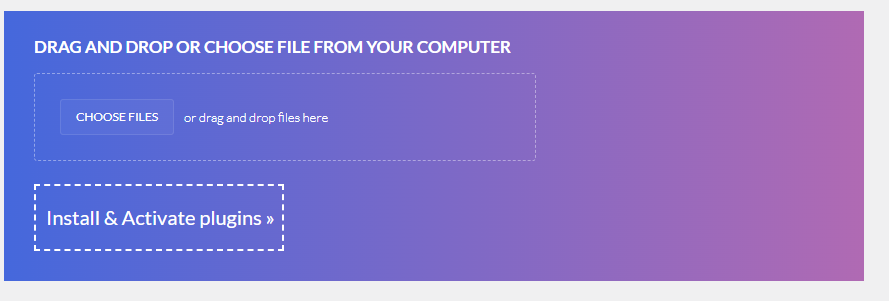 DRAG AND DROP OR CHOOSE FILE FROM YOUR COMPUTER
CHOOSE FILES or drag and drop files here
Install & Activate plugins »